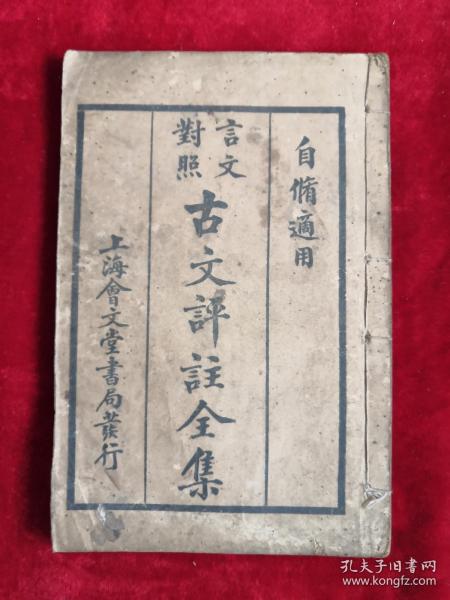 自脩適用
言文
對照
古文評註全集
上海會文堂書局發行
孔夫子旧书网
www.kongfz.com